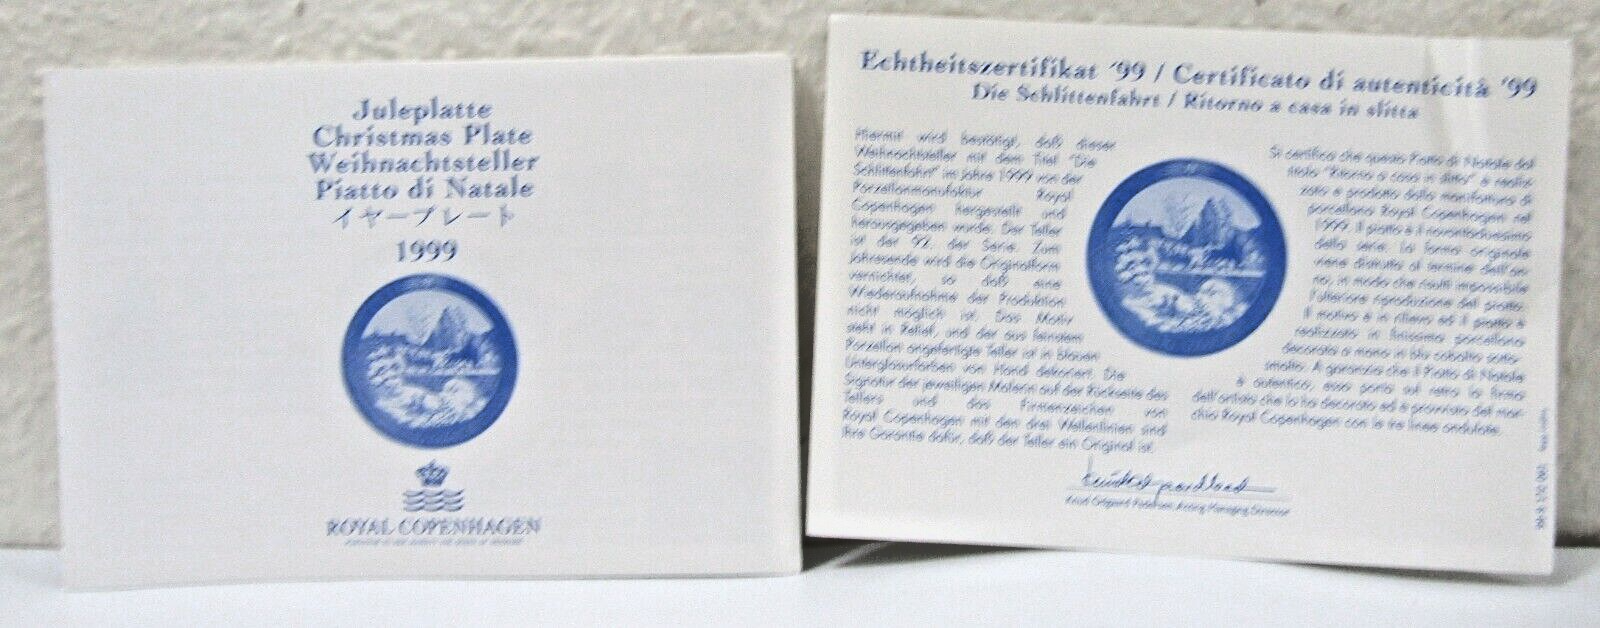 Juleplatte
Christmas Plate
Weihnachtsteller
Piatto di Natale
イヤープレート
1999
ROYAL COPENHAGEN
Echtheitszertifikat '99 / Certificato di autenticità '99
Die Schlittenfahrt / Ritorno a casa in slitta
Hiermit wird bestätigt, daß dieser
Weihnachtsteller mit dem Titel "Die
Schlittenfahrt" im Jahre 1999 von der
Porzellanmanufaktur Royal
Copenhagen hergestellt und
herausgegeben wurde. Der Teller
ist der 92. der Serie. Zum
Jahresende wird die Originalform
vernichtet, so daß eine
Wiederaufnahme der Produktion
nicht möglich ist. Das Motiv
steht in Relief, und der aus feinstem
Porzellan angefertigte Teller ist in blauen
Unterglasurfarben von Hand dekoriert. Die
Signatur der jeweiligen Malerin auf der Rückseite des
Tellers und das Firmenzeichen von
Royal Copenhagen mit den drei Wellenlinien sind
Ihre Garantie dafür, daß der Teller ein Original ist.
Si certifica che questo Piatto di Natale dal
titolo "Ritorno a casa in slitta" è realiz-
zato e prodotto dalla manifattura di
porcellana Royal Copenhagen nel
1999. Il piatto è il novantaduesimo
della serie. La forma originale
viene distrutta al termine dell'an-
no, in modo che risulti impossibile
l'ulteriore riproduzione del piatto.
Il motivo è in rilievo ed il piatto è
realizzato in finissima porcellana
decorata a mano in blu cobalto sotto-
smalto. A garanzia che il Piatto di Natale
è autentico, esso porta sul retro la firma
dell'artista che lo ha decorato ed è provvisto del mar-
chio Royal Copenhagen con le tre linee ondulate.
Acting Managing Director